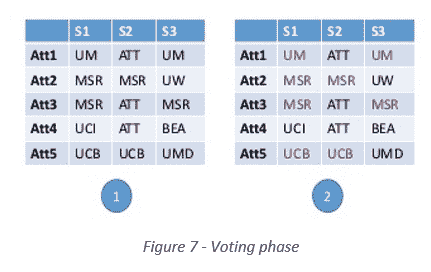 S1 S2 S3
Att1 UM ATT UM
Att2 MSR MSR UW
Att3 MSR ATT MSR
Att4 UCI ATT BEA
Att5 UCB UCB UMD
1
S1 S2 S3
Att1 UM ATT UM
Att2 MSR MSR UW
Att3 MSR ATT MSR
Att4 UCI ATT BEA
Att5 UCB UCB UMD
2
Figure 7 - Voting phase